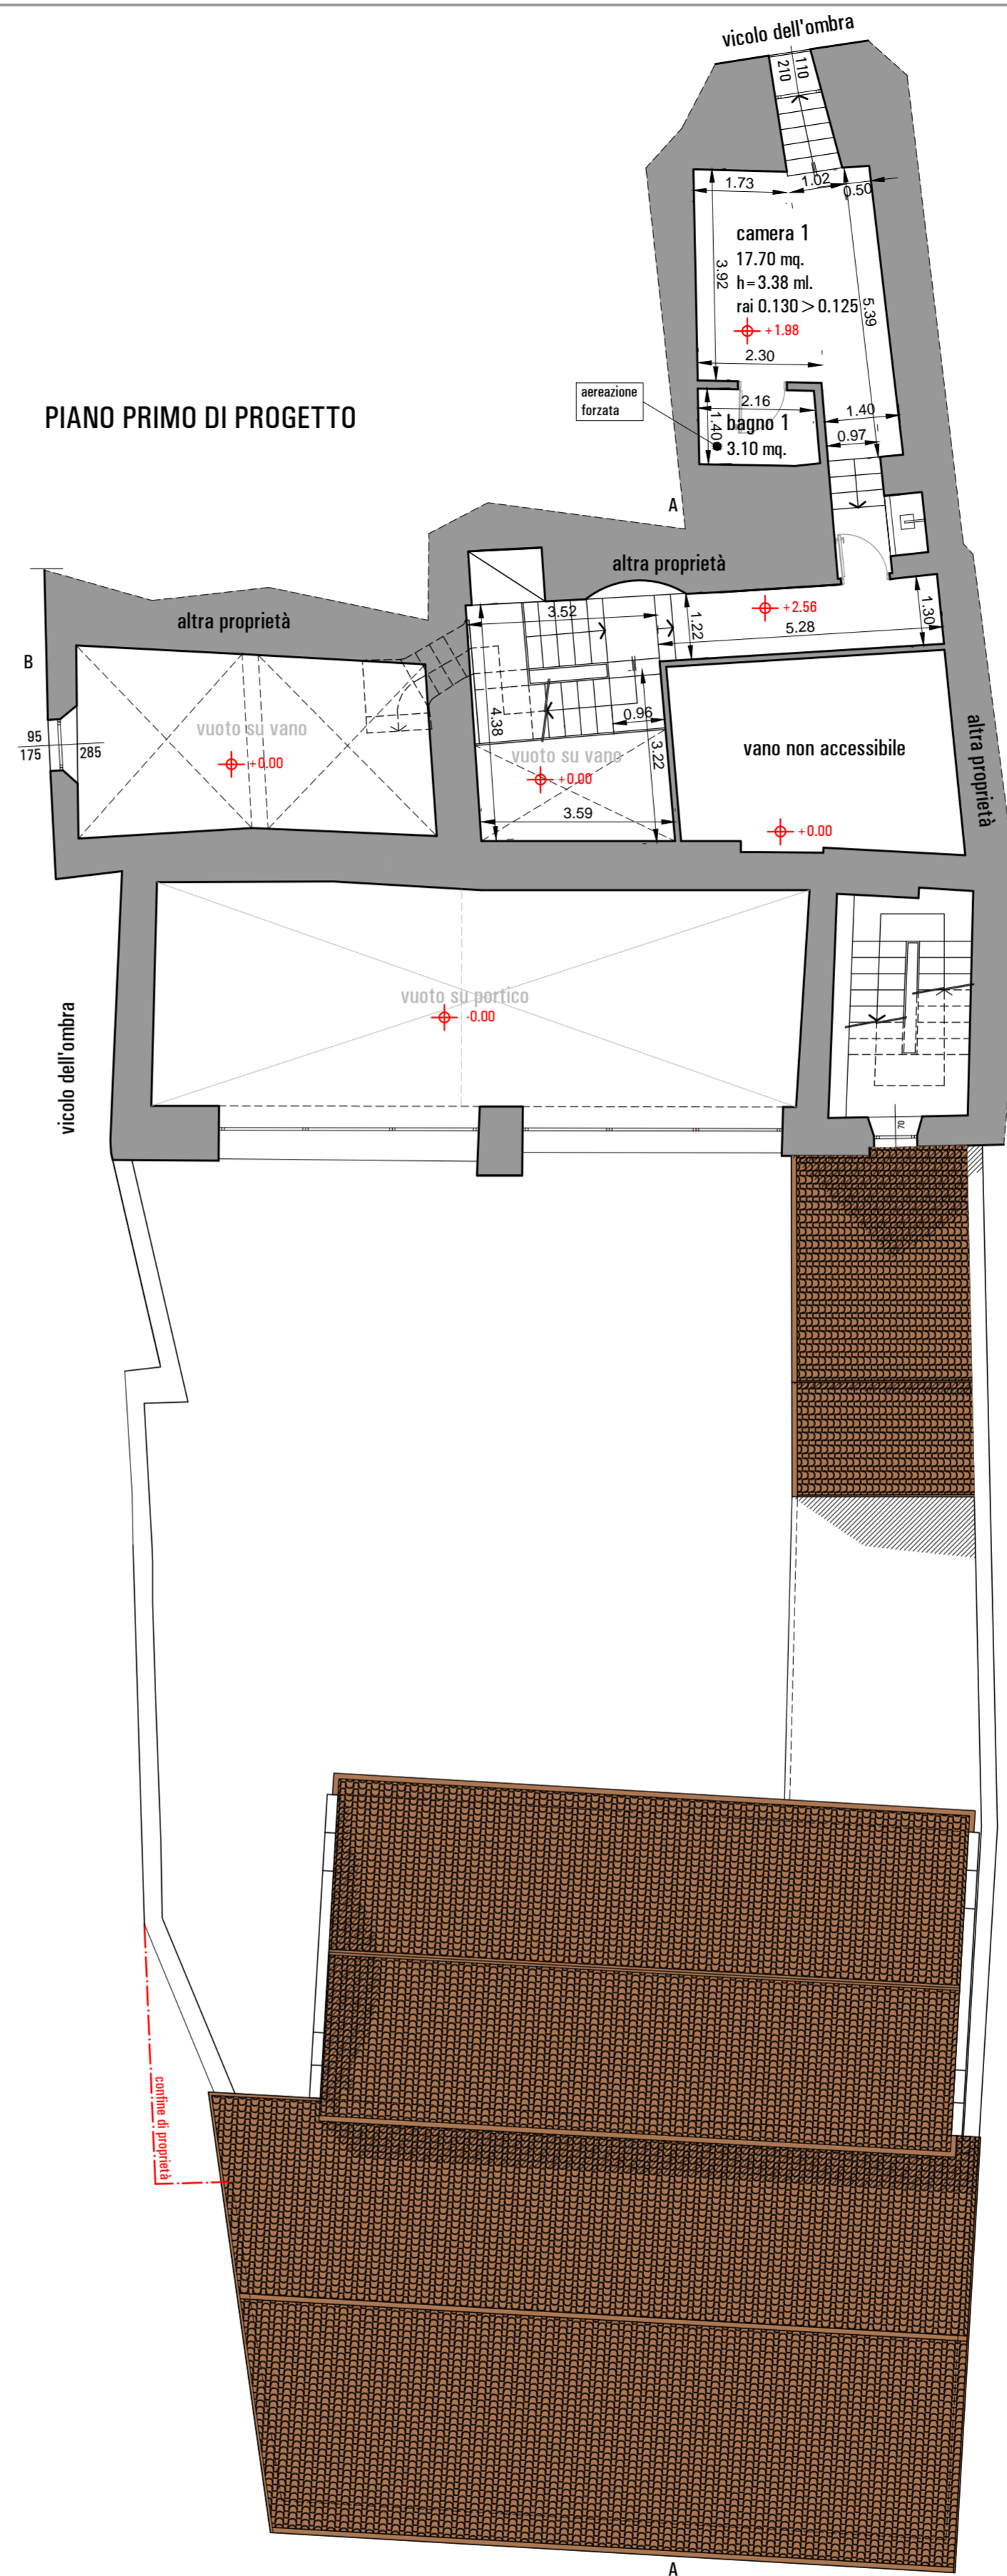 vicolo dell'ombra
110
210
1.73
1.02
0.50
camera 1
17.70 mq.
h=3.38 ml.
rai 0.130 > 0.125
3.92
5.39
+1.98
2.30
aereazione
forzata
PIANO PRIMO DI PROGETTO
2.16
1.40
bagno 1
3.10 mq.
1.40
0.97
A
altra proprietà
altra proprietà
+2.56
3.52
1.22
5.28
1.30
B
vuoto su vano
+0.00
95
175
285
4.38
0.96
vuoto su vano
3.22
+0.00
3.59
vano non accessibile
+0.00
altra proprietà
vicolo dell'ombra
vuoto su portico
-0.00
70
confine di proprietà
A